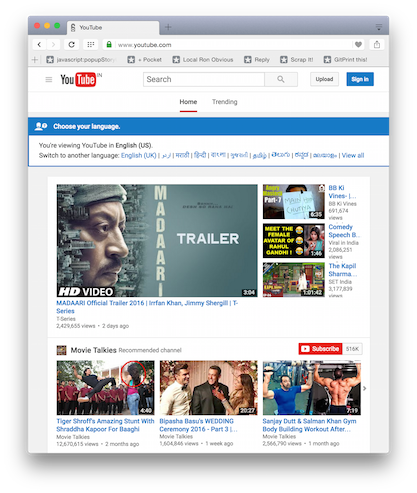 YouTube
www.youtube.com
javascript:popupStory
+ Pocket
Local Ron Obvious
Reply
Scrap It!
GitPrint this!
YouTube IN
Search
Upload
Sign in
Home
Trending
Choose your language.
You're viewing YouTube in English (US).
Switch to another language: English (UK) | اردو | मराठी | हिन्दी | বাংলা | ગુજરાતી | தமிழ் | తెలుగు | ಕನ್ನಡ | മലയാളം | View all
MADAARI
TRAILER
HD VIDEO
3:04
MADAARI Official Trailer 2016 | Irrfan Khan, Jimmy Shergill | T-
Series
T-Series
2,429,655 views • 2 days ago
Part-7
6:35
BB Ki
Vines- |...
BB Ki Vines
691,674
views
MEET THE
FEMALE
AVATAR OF
RAHUL
GANDHI !
6:46
Comedy
Speech B...
Viral in India
2,086,251
views
1:01:42
The Kapil
Sharma...
SET India
3,177,839
views
Movie Talkies Recommended channel
Subscribe
516K
4:40
Tiger Shroff's Amazing Stunt With
Shraddha Kapoor For Baaghi
Movie Talkies
12,670,615 views • 2 months ago
20:27
Bipasha Basu's WEDDING
Ceremony 2016 - Part 3 |...
Movie Talkies
1,604,846 views • 1 week ago
7:19
Sanjay Dutt & Salman Khan Gym
Body Building Workout After...
Movie Talkies
2,566,790 views • 1 month ago